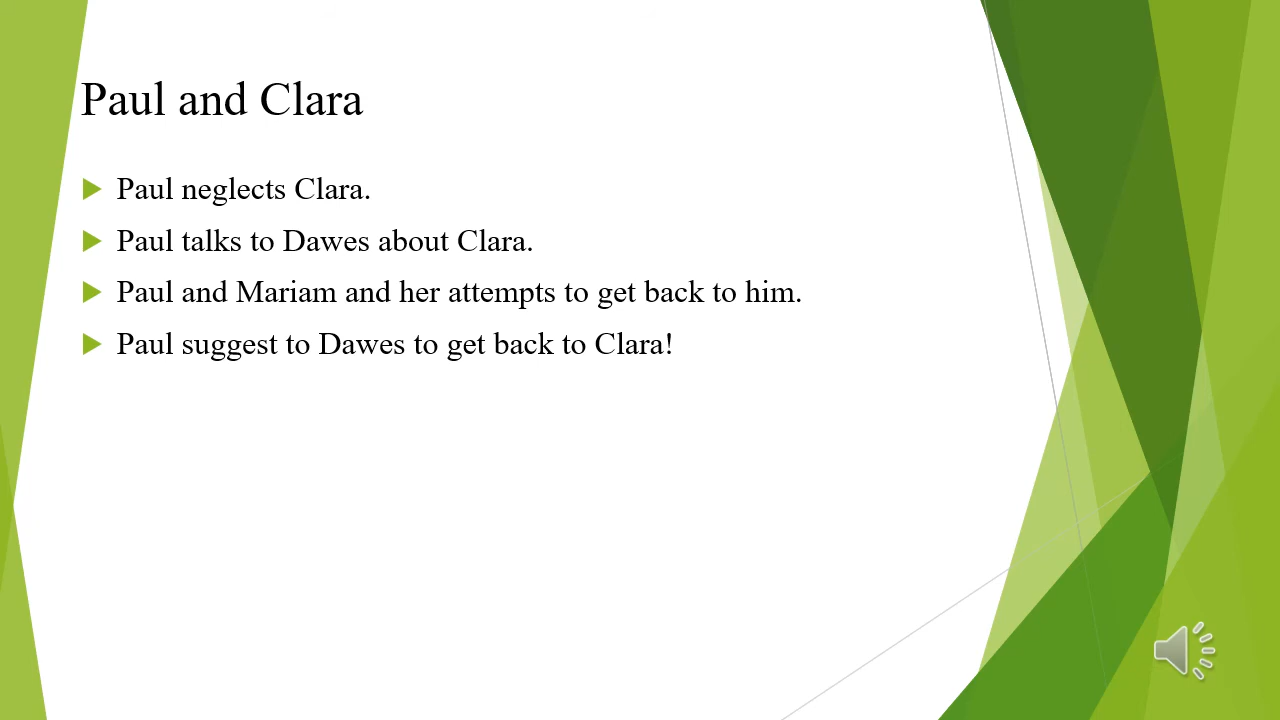 Paul and Clara
Paul neglects Clara.
Paul talks to Dawes about Clara.
Paul and Mariam and her attempts to get back to him.
Paul suggest to Dawes to get back to Clara!